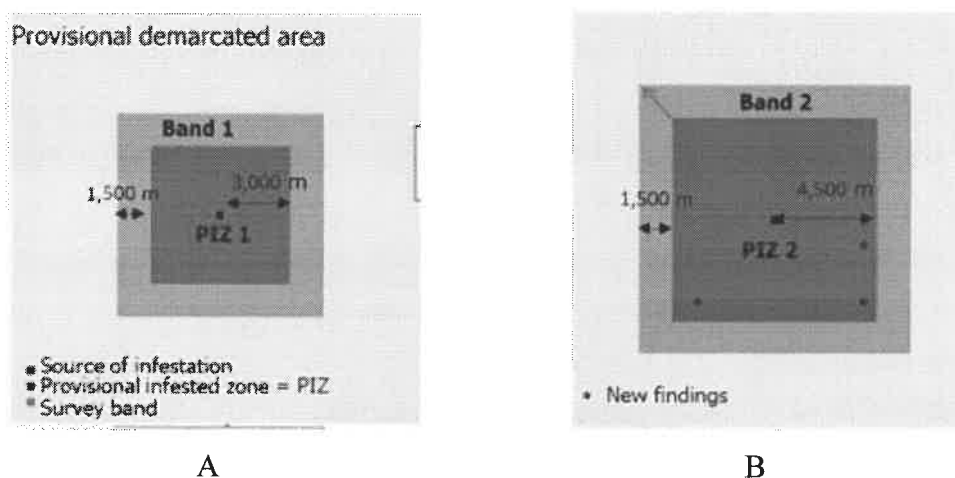 Provisional demarcated area
Band 1
3,000 m
1,500 m
PIZ 1
Source of infestation
Provisional infested zone = PIZ
Survey band
A
Band 2
4,500 m
1,500 m
PIZ 2
New findings
B